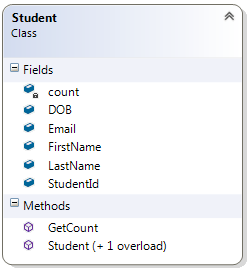 Student
Class
Fields
count
DOB
Email
FirstName
LastName
StudentId
Methods
GetCount
Student (+ 1 overload)